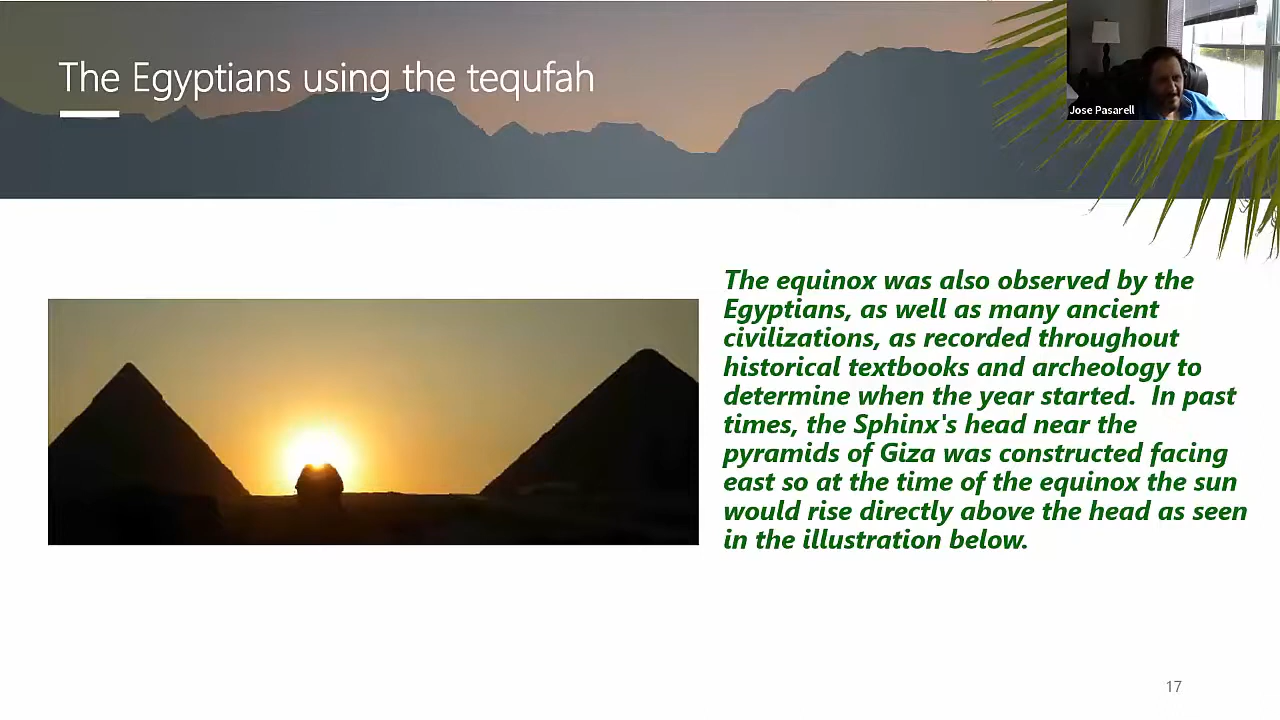 The Egyptians using the tequfah
Jose Pasarell
The equinox was also observed by the
Egyptians, as well as many ancient
civilizations, as recorded throughout
historical textbooks and archeology to
determine when the year started.  In past
times, the Sphinx's head near the
pyramids of Giza was constructed facing
east so at the time of the equinox the sun
would rise directly above the head as seen
in the illustration below.
17